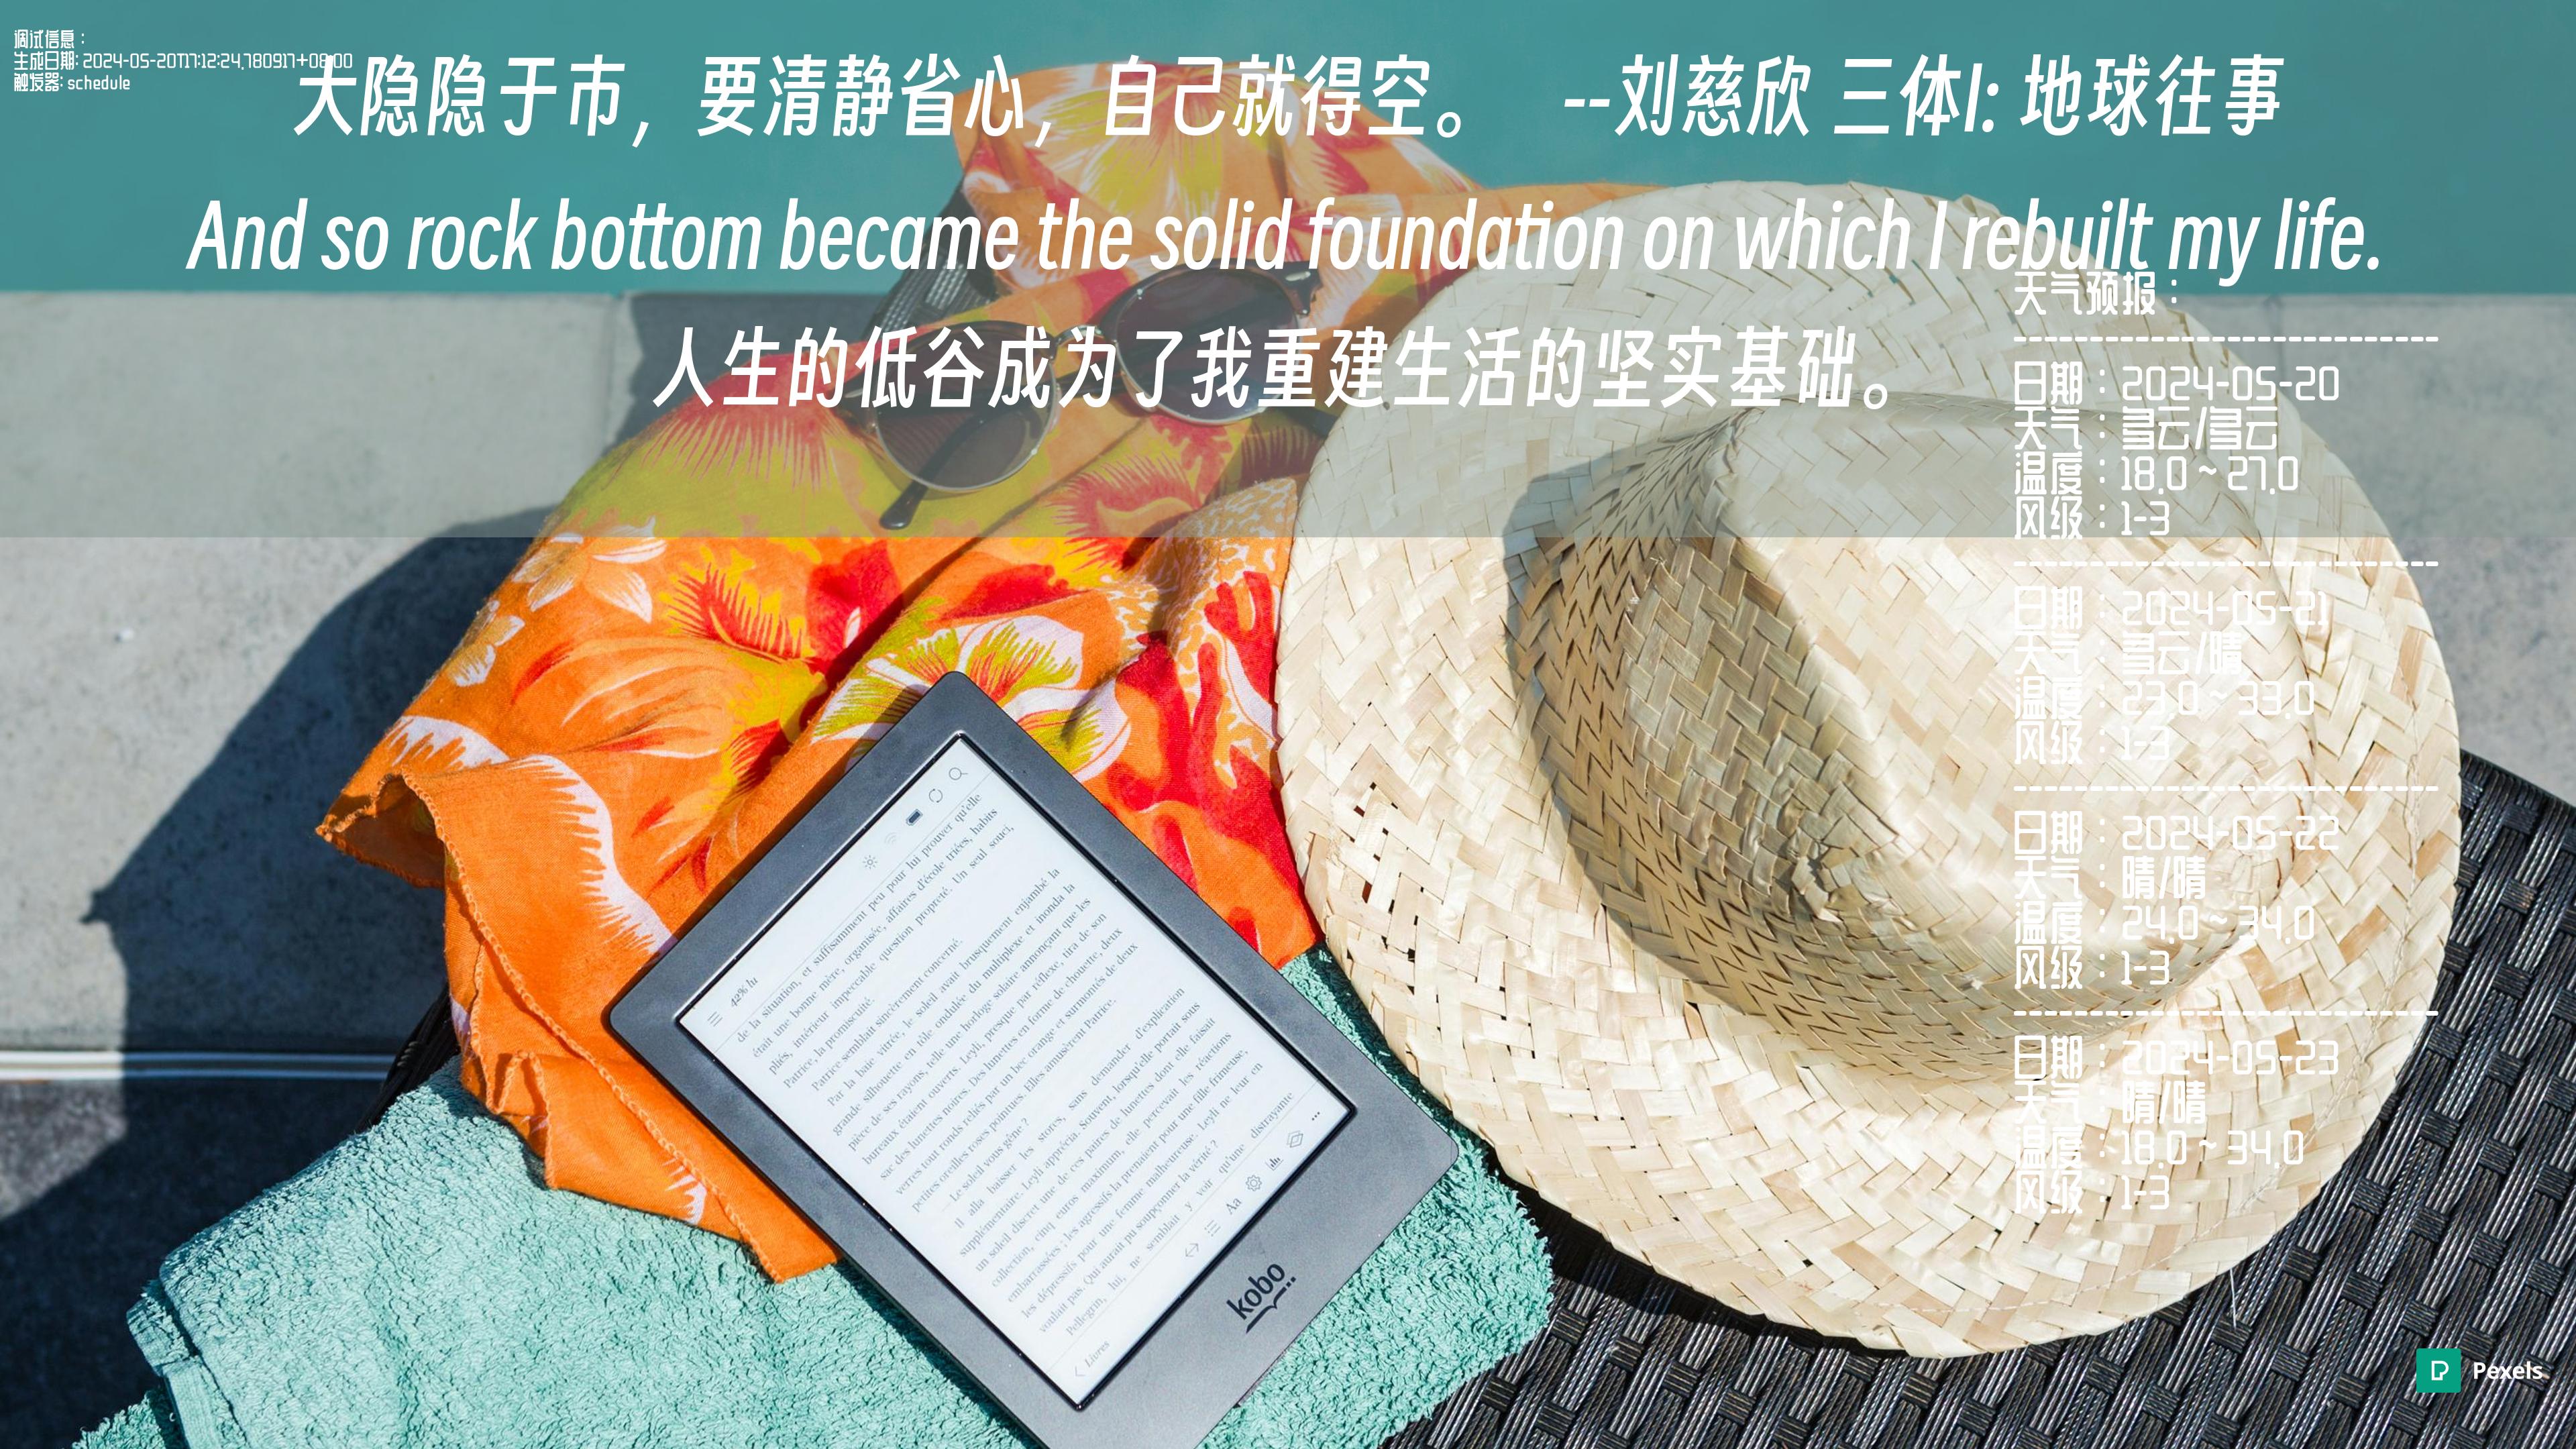 调试信息：
生成日期: 2024-05-20T17:12:24.780917+08:00
触发器: schedule
大隐隐于市，要清静省心，自己就得空。 --刘慈欣 三体I: 地球往事
And so rock bottom became the solid foundation on which I rebuilt my life.
人生的低谷成为了我重建生活的坚实基础。
天气预报：
------------------------------
日期：2024-05-20
天气：多云/多云
温度：18.0 ~ 27.0
风级：1-3
------------------------------
日期：2024-05-21
天气：多云/晴
温度：23.0 ~ 33.0
风级：1-3
------------------------------
日期：2024-05-22
天气：晴/晴
温度：24.0 ~ 34.0
风级：1-3
------------------------------
日期：2024-05-23
天气：晴/晴
温度：18.0 ~ 34.0
风级：1-3
42% lu
de la situation, et suffisamment peu pour lui prouver qu'elle
était une bonne mère, organisée, affaires d'école triées, habits
pliés, intérieur impeccable question propreté. Un seul souci,
Patrice, la promiscuité.
Patrice semblait sincèrement concerné.
Par la baie vitrée, le soleil avait brusquement enjambé la
grande silhouette en tôle ondulée du multiplexe et inonda la
pièce de ses rayons, telle une horloge solaire annonçant que les
bureaux étaient ouverts. Leyli, presque par réflexe, tira de son
sac des lunettes noires. Des lunettes en forme de chouette, deux
verres tout ronds reliés par un bec orange et surmontés de deux
petites oreilles roses pointues. Elles amusèrent Patrice.
– Le soleil vous gêne ?
Il alla baisser les stores, sans demander d'explication
supplémentaire. Leyli apprécia. Souvent, lorsqu'elle portait sous
un soleil discret une de ces paires de lunettes dont elle faisait
collection, cinq euros maximum, elle percevait les réactions
embarrassées ; les agressifs la prenaient pour une fille frimeuse,
les dépressifs pour une femme malheureuse. Leyli ne leur en
voulait pas. Qui aurait pu soupçonner la vérité ?
Pellegrin, lui, ne semblait y voir qu'une distrayante
Livres
Aa
kobo
Pexels